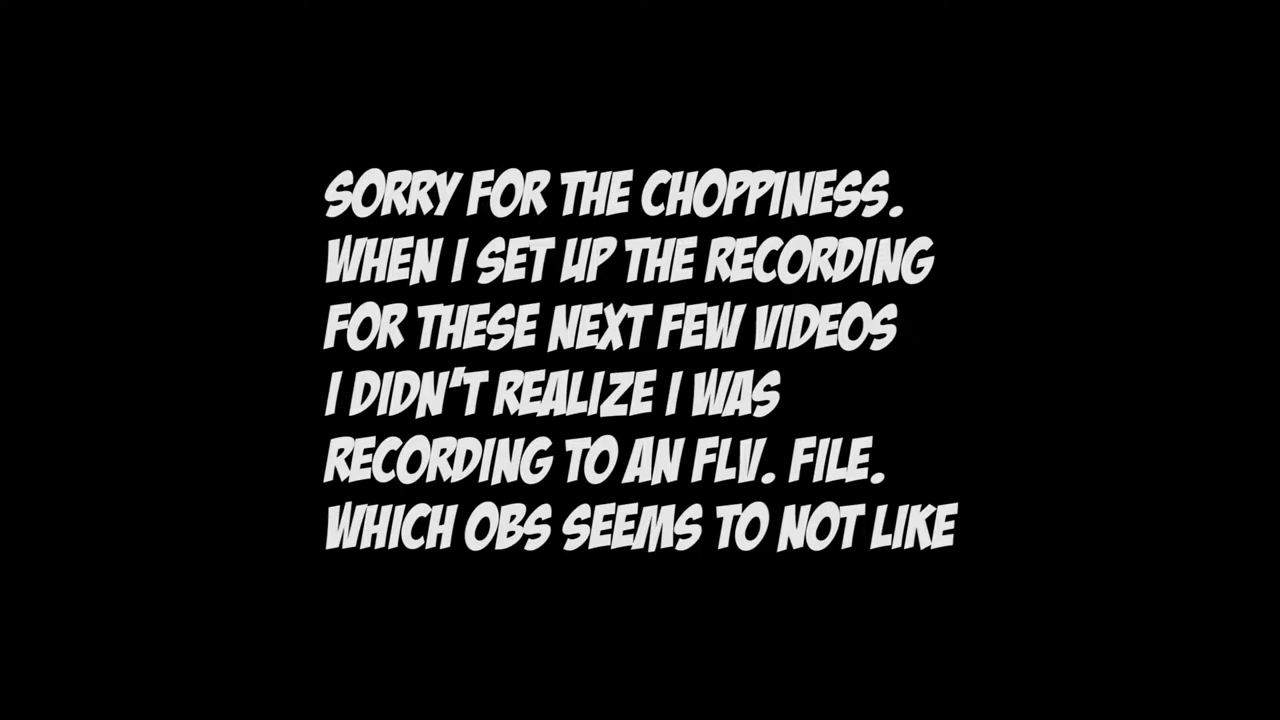 SORRY FOR THE CHOPPINESS.
WHEN I SET UP THE RECORDING
FOR THESE NEXT FEW VIDEOS
I DIDN'T REALIZE I WAS
RECORDING TO AN FLV. FILE.
WHICH OBS SEEMS TO NOT LIKE